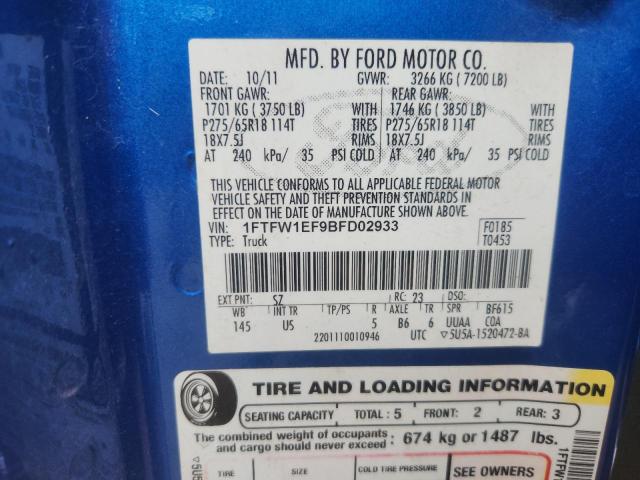 MFD. BY FORD MOTOR CO.
DATE: 10/11 GVWR: 3266 KG ( 7200 LB)
FRONT GAWR: REAR GAWR:
1701 KG ( 3750 LB) WITH 1746 KG ( 3850 LB) WITH
P275/65R18 114T TIRES P275/65R18 114T TIRES
18X7.5J RIMS 18X7.5J RIMS
AT 240 kPa/ 35 PSI COLD AT 240 kPa/ 35 PSI COLD
THIS VEHICLE CONFORMS TO ALL APPLICABLE FEDERAL MOTOR
VEHICLE SAFETY AND THEFT PREVENTION STANDARDS IN
EFFECT ON THE DATE OF MANUFACTURE SHOWN ABOVE.
VIN: 1FTFW1EF9BFD02933 F0185
TYPE: Truck T0453
EXT PNT: SZ RC: 23 DSO:
WB INT TR TP/PS R AXLE TR SPR BF615
145 US 5 B6 6 UUAA C0A
2201110010946 UTC ▽5U5A-1520472-BA
TIRE AND LOADING INFORMATION
SEATING CAPACITY TOTAL : 5 FRONT: 2 REAR: 3
The combined weight of occupants
and cargo should never exceed : 674 kg or 1487 lbs.
TIRE SIZE COLD TIRE PRESSURE SEE OWNERS
1FTFW
▽5U5